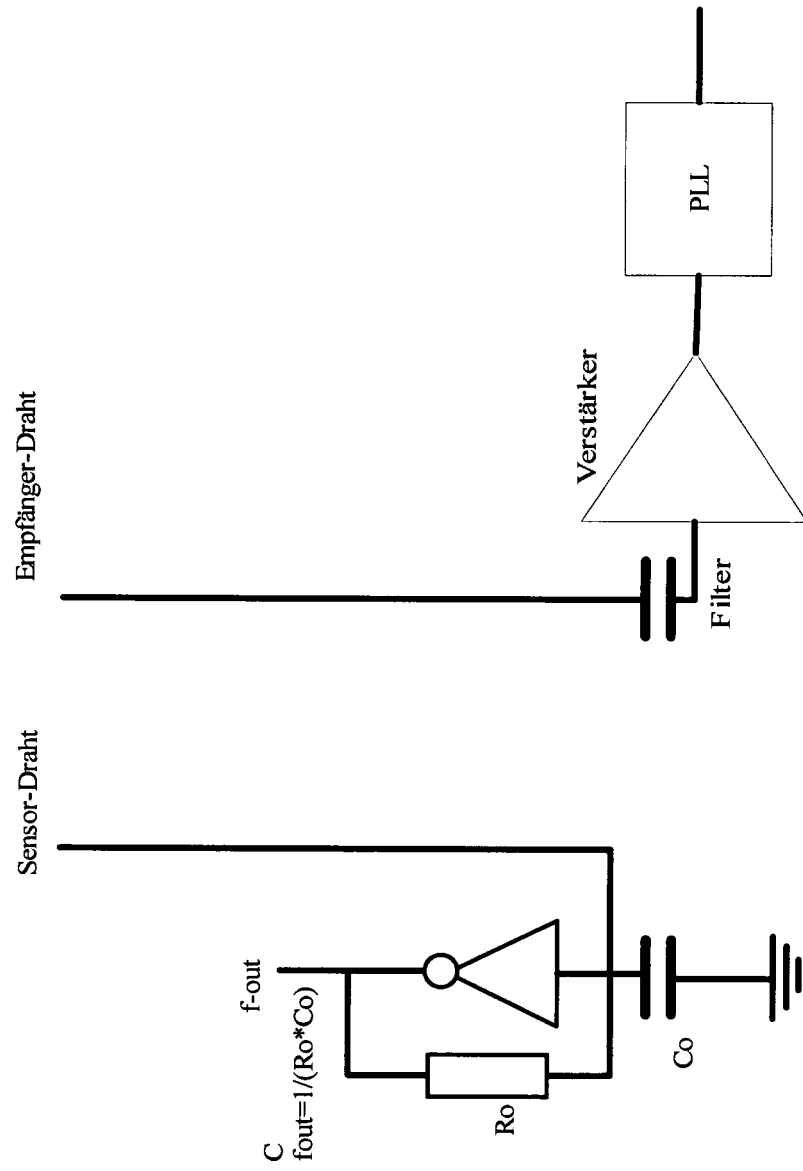 Empfänger-Draht
Sensor-Draht
PLL
Verstärker
Filter
f-out
C
fout=1/(Ro*Co)
Ro
Co